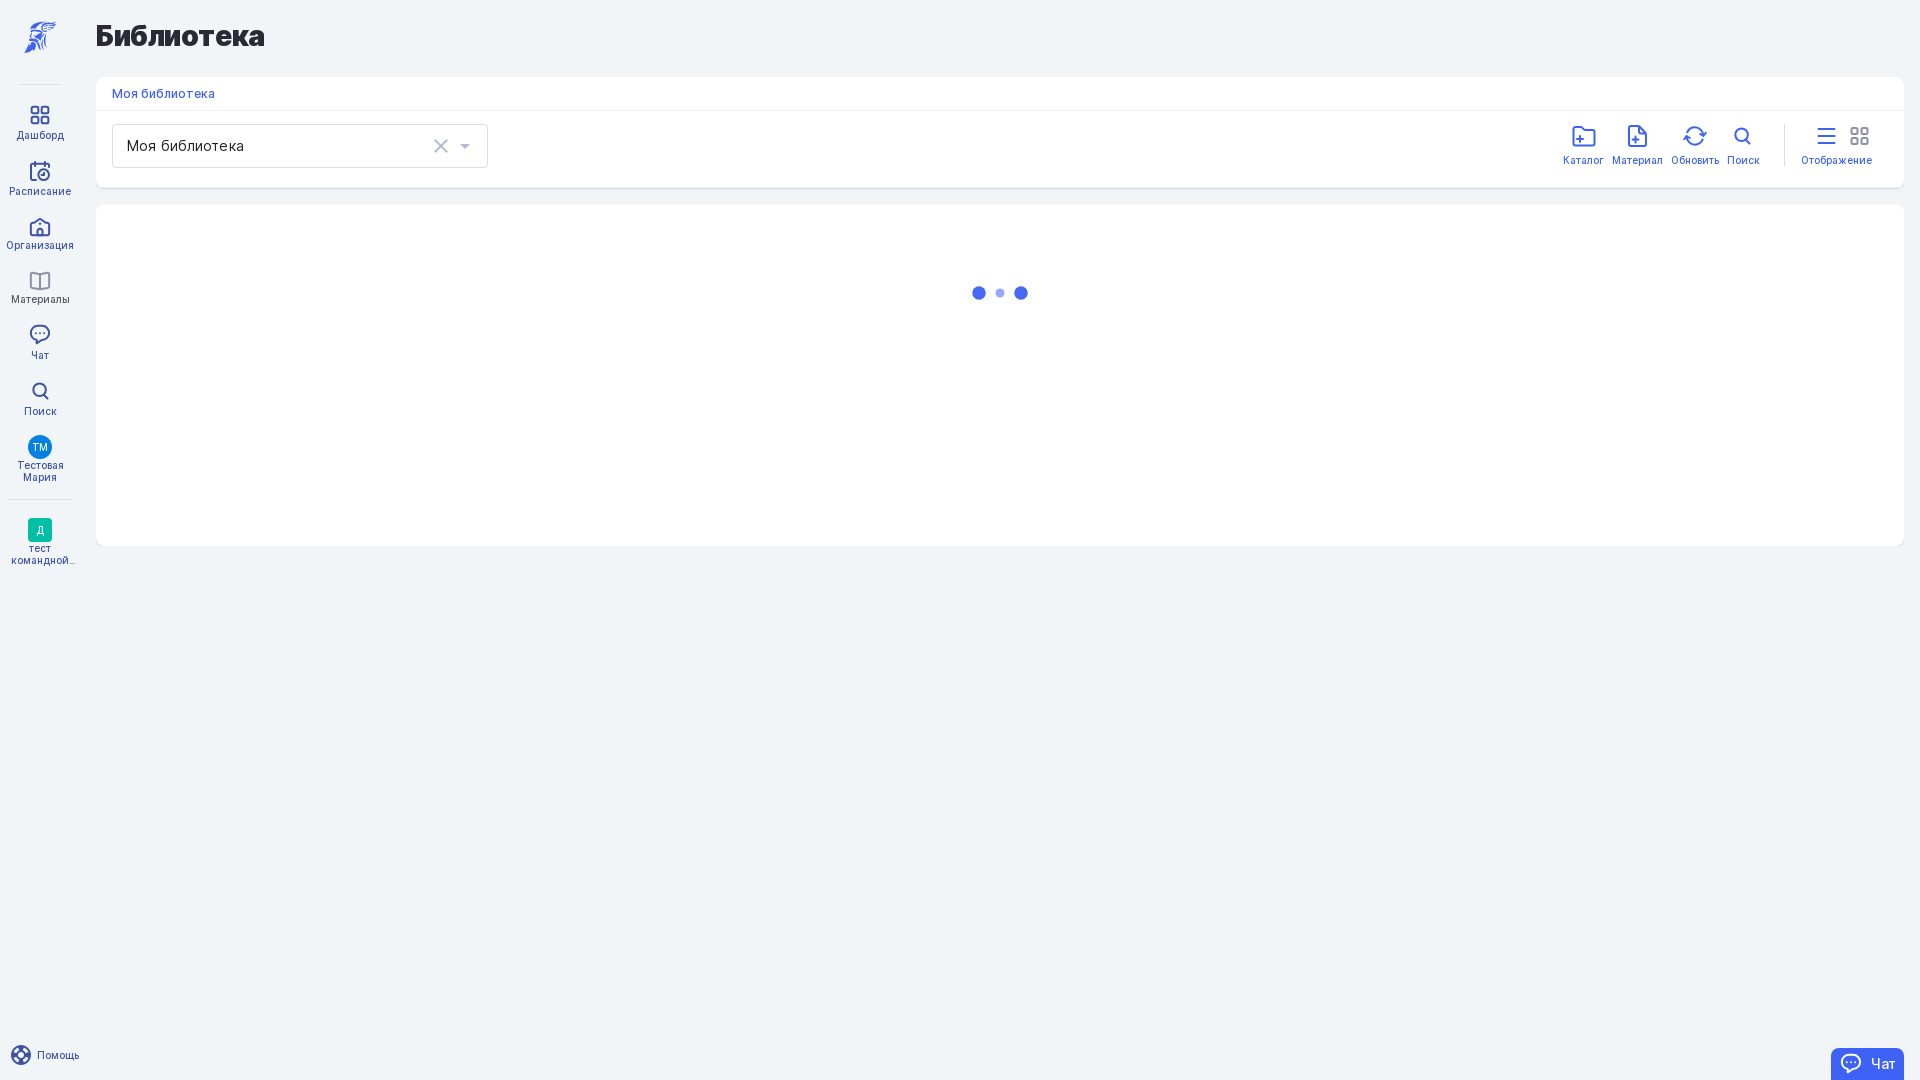 Библиотека
Моя библиотека
Моя библиотека
Каталог
Материал
Обновить
Поиск
Отображение
Дашборд
Расписание
Организация
Материалы
Чат
Поиск
ТМ
Тестовая
Мария
Д
тест
командной...
Помощь
Чат